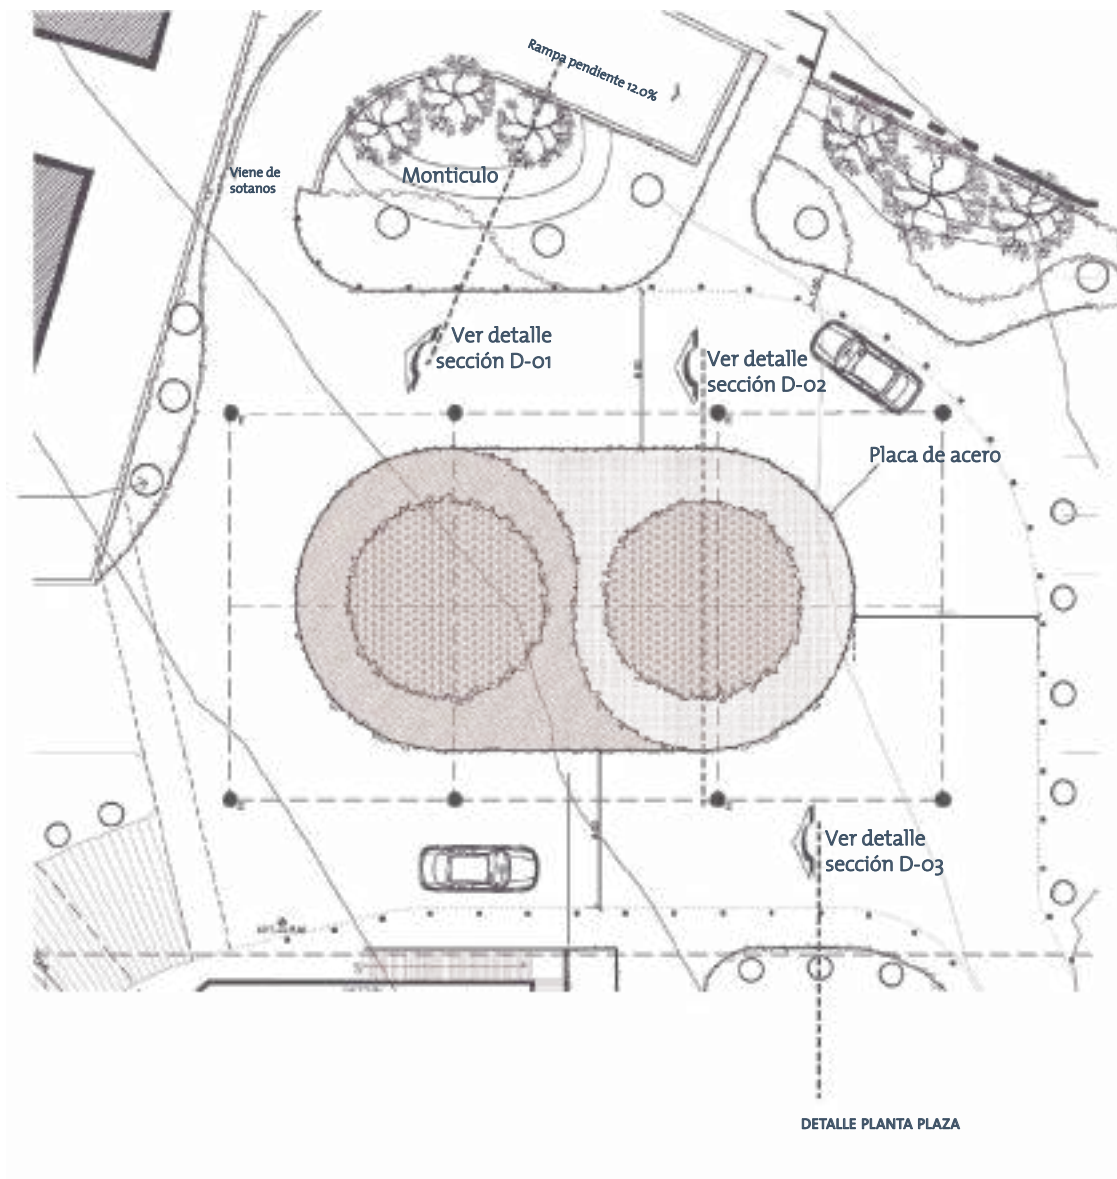 Rampa pendiente 12.0%
Viene de
sotanos
Monticulo
Ver detalle
sección D-01
Ver detalle
sección D-02
Placa de acero
Ver detalle
sección D-03
DETALLE PLANTA PLAZA